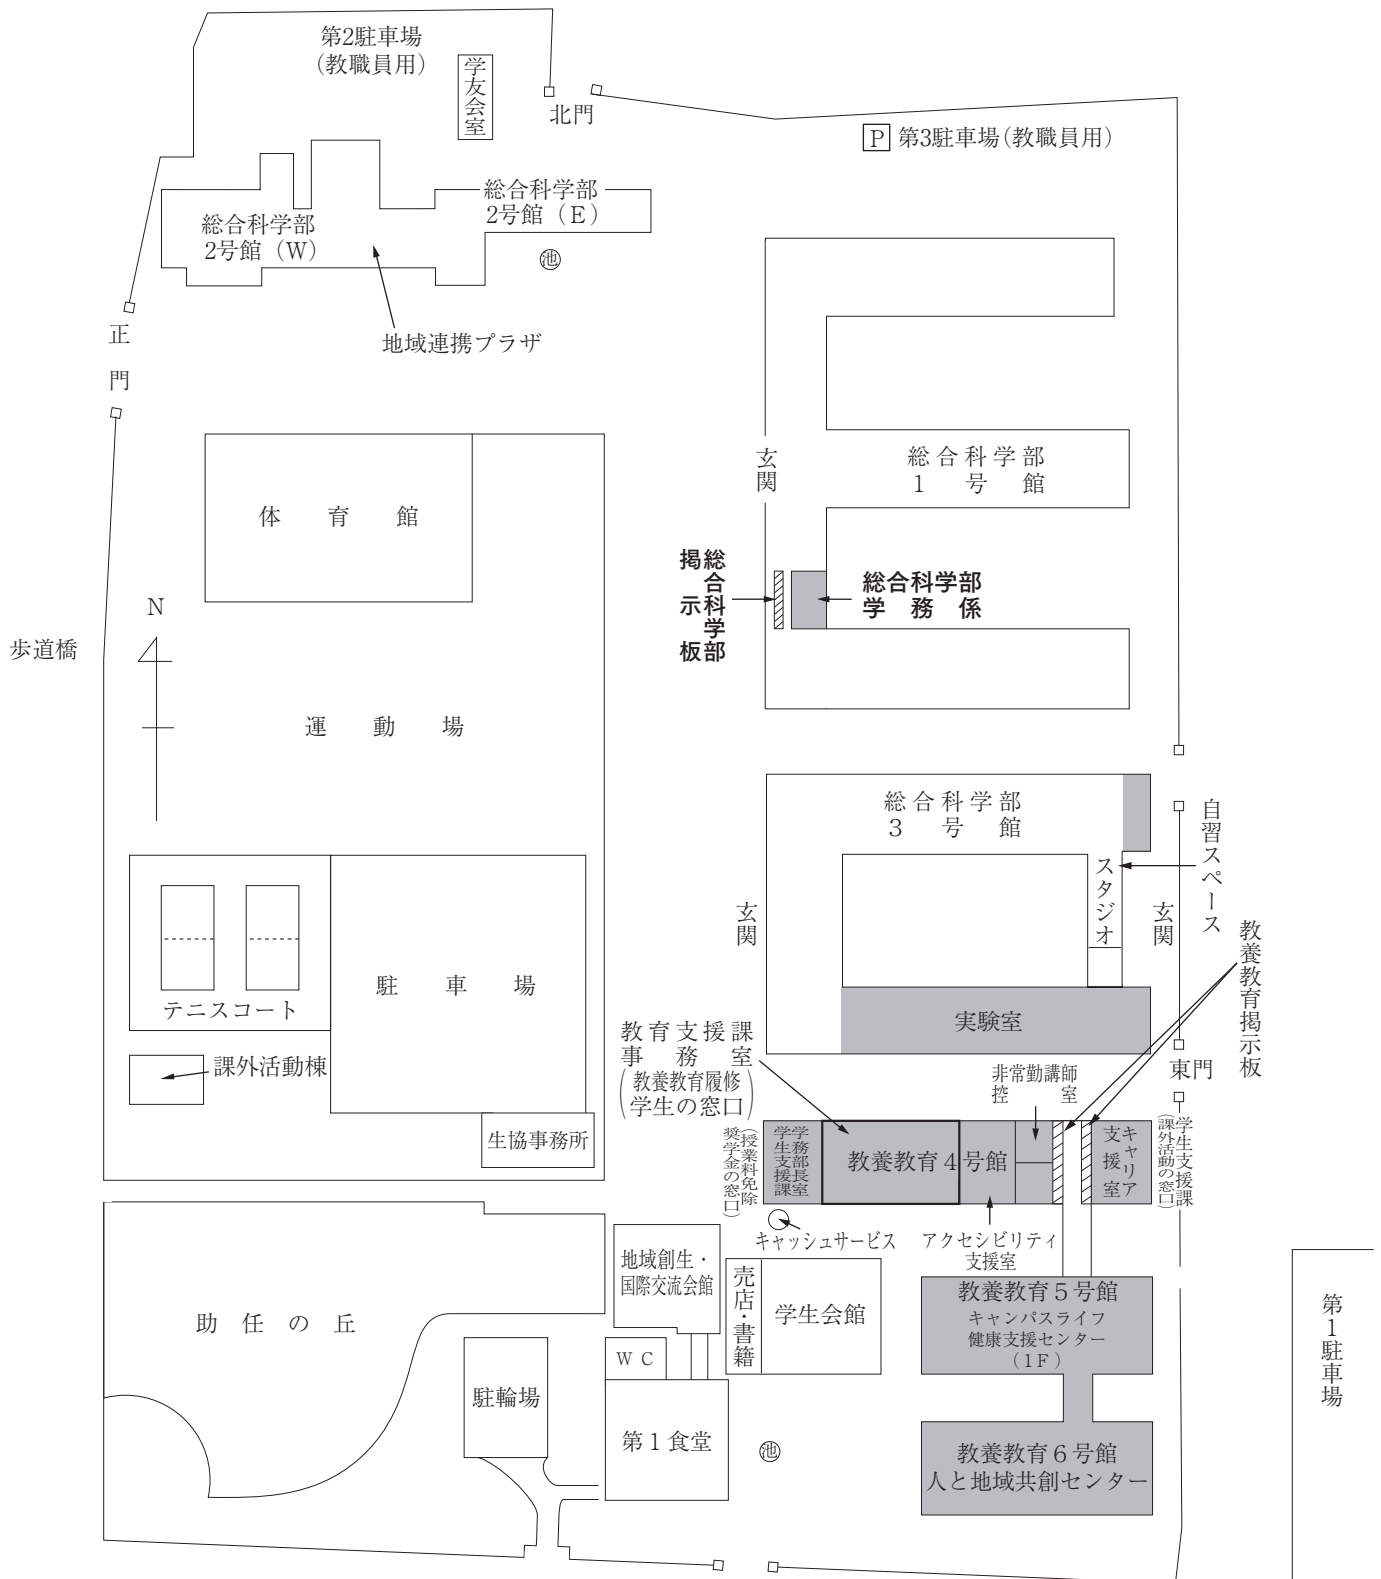 第2駐車場
(教職員用)
学友会室
北門
P 第3駐車場(教職員用)
総合科学部
2号館(E)
総合科学部
2号館(W)
池
地域連携プラザ
正門
体育館
玄関
総合科学部
1号館
総合科学部
掲示板
総合科学部
学務係
N
歩道橋
運動場
総合科学部
3号館
自習スペース
スタジオ
玄関
玄関
教養教育掲示板
テニスコート
駐車場
実験室
課外活動棟
教育支援課
事務室
(教養教育履修
学生の窓口)
非常勤講師
控室
東門
生協事務所
(授業料免除
奨学金の窓口)
学務部長室
学生支援課
教養教育4号館
キャリア
支援室
学生支援課
(課外活動の窓口)
キャッシュサービス
アクセシビリティ
支援室
地域創生・
国際交流会館
売店・書籍
学生会館
教養教育5号館
キャンパスライフ
健康支援センター
(1F)
第1駐車場
助任の丘
WC
駐輪場
第1食堂
池
教養教育6号館
人と地域共創センター